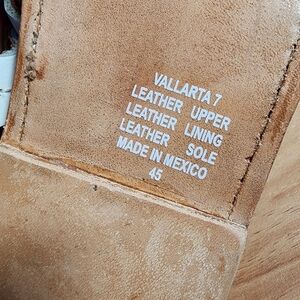 VALLARTA 7
LEATHER UPPER
LEATHER LINING
LEATHER SOLE
MADE IN MEXICO
45